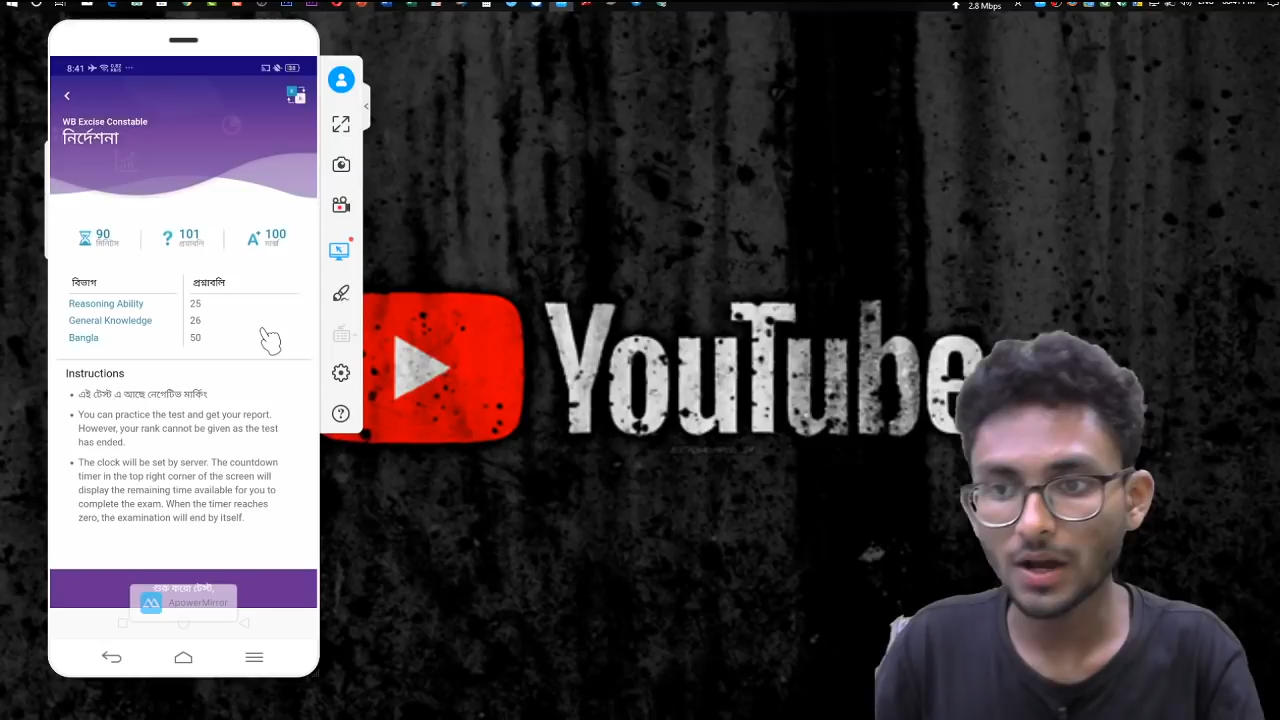 2.8 Mbps
8:41
WB Excise Constable
নির্দেশনা
90
মিনিটস
101
প্রশ্নাবলি
100
মার্ক্স
বিভাগ
প্রশ্নাবলি
Reasoning Ability
25
General Knowledge
26
Bangla
50
Instructions
• এই টেস্ট এ আছে নেগেটিভ মার্কিং
• You can practice the test and get your report.
However, your rank cannot be given as the test
has ended.
• The clock will be set by server. The countdown
timer in the top right corner of the screen will
display the remaining time available for you to
complete the exam. When the timer reaches
zero, the examination will end by itself.
শুরু করো টেস্ট,
ApowerMirror
YouTube